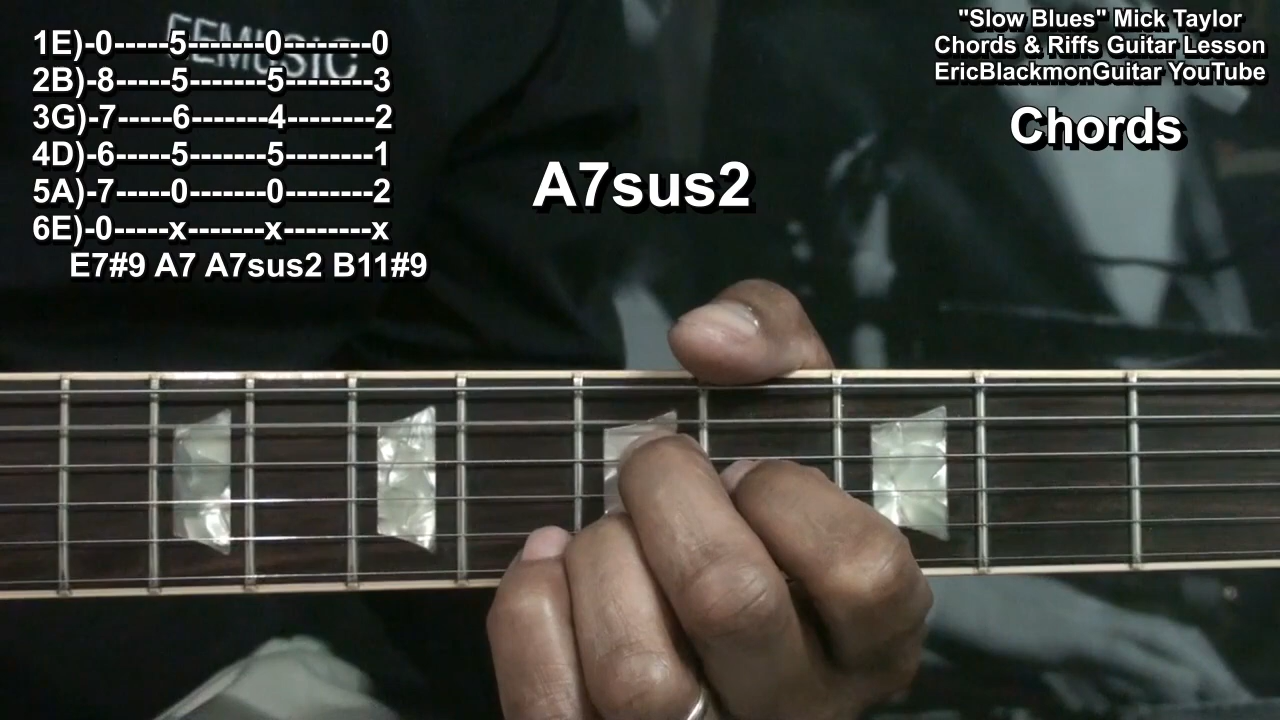 1E)-0-----5-------0--------0
2B)-8-----5-------5--------3
3G)-7-----6-------4--------2
4D)-6-----5-------5--------1
5A)-7-----0-------0--------2
6E)-0-----x-------x--------x
E7#9 A7 A7sus2 B11#9
EEMUSIC
A7sus2
"Slow Blues" Mick Taylor
Chords & Riffs Guitar Lesson
EricBlackmonGuitar YouTube
Chords